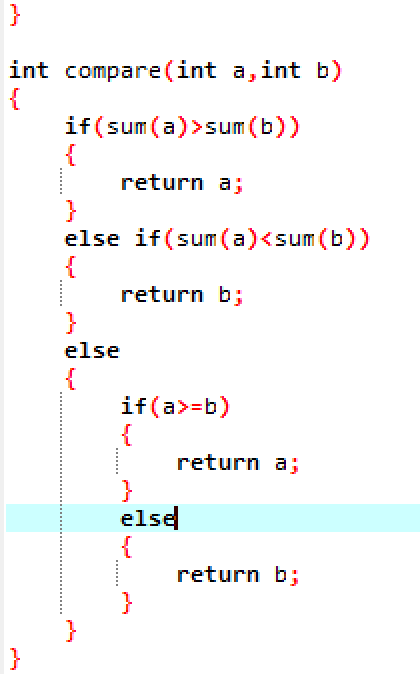 }

int compare(int a,int b)
{
    if(sum(a)>sum(b))
    {
        return a;
    }
    else if(sum(a)<sum(b))
    {
        return b;
    }
    else
    {
        if(a>=b)
        {
            return a;
        }
        else
        {
            return b;
        }
    }
}